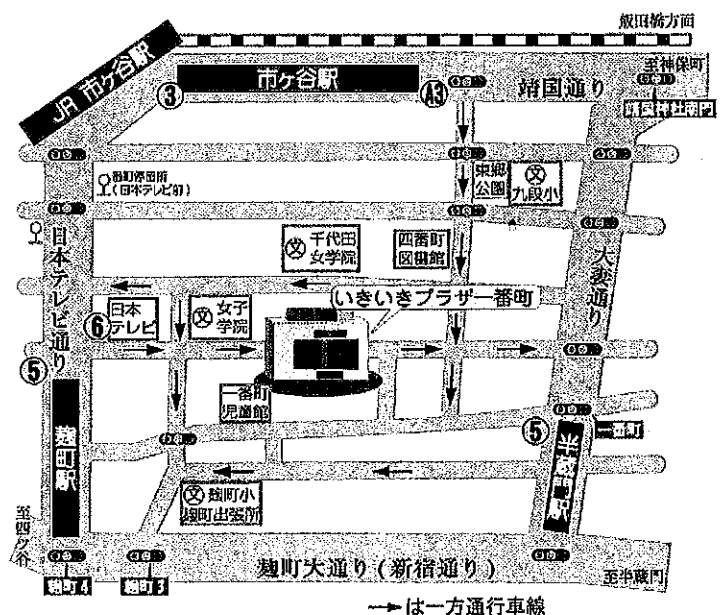 飯田橋方面
至神保町
JR 市ヶ谷駅
市ヶ谷駅
③
A3
靖国通り
靖国神社南門
番町停留所
(日本テレビ前)
東郷
公園
㊛九段小
日本テレビ通り
千代田
女学院
四番町
図書館
大妻通り
いきいきプラザ一番町
⑥
日本
テレビ
女子
学院
⑤
一番町
児童館
麹町駅
⑤
一番町
半蔵門駅
麹町小
麹町出張所
至四ツ谷
麹町大通り(新宿通り)
至半蔵門
麹町4
麹町3
→は一方通行車線